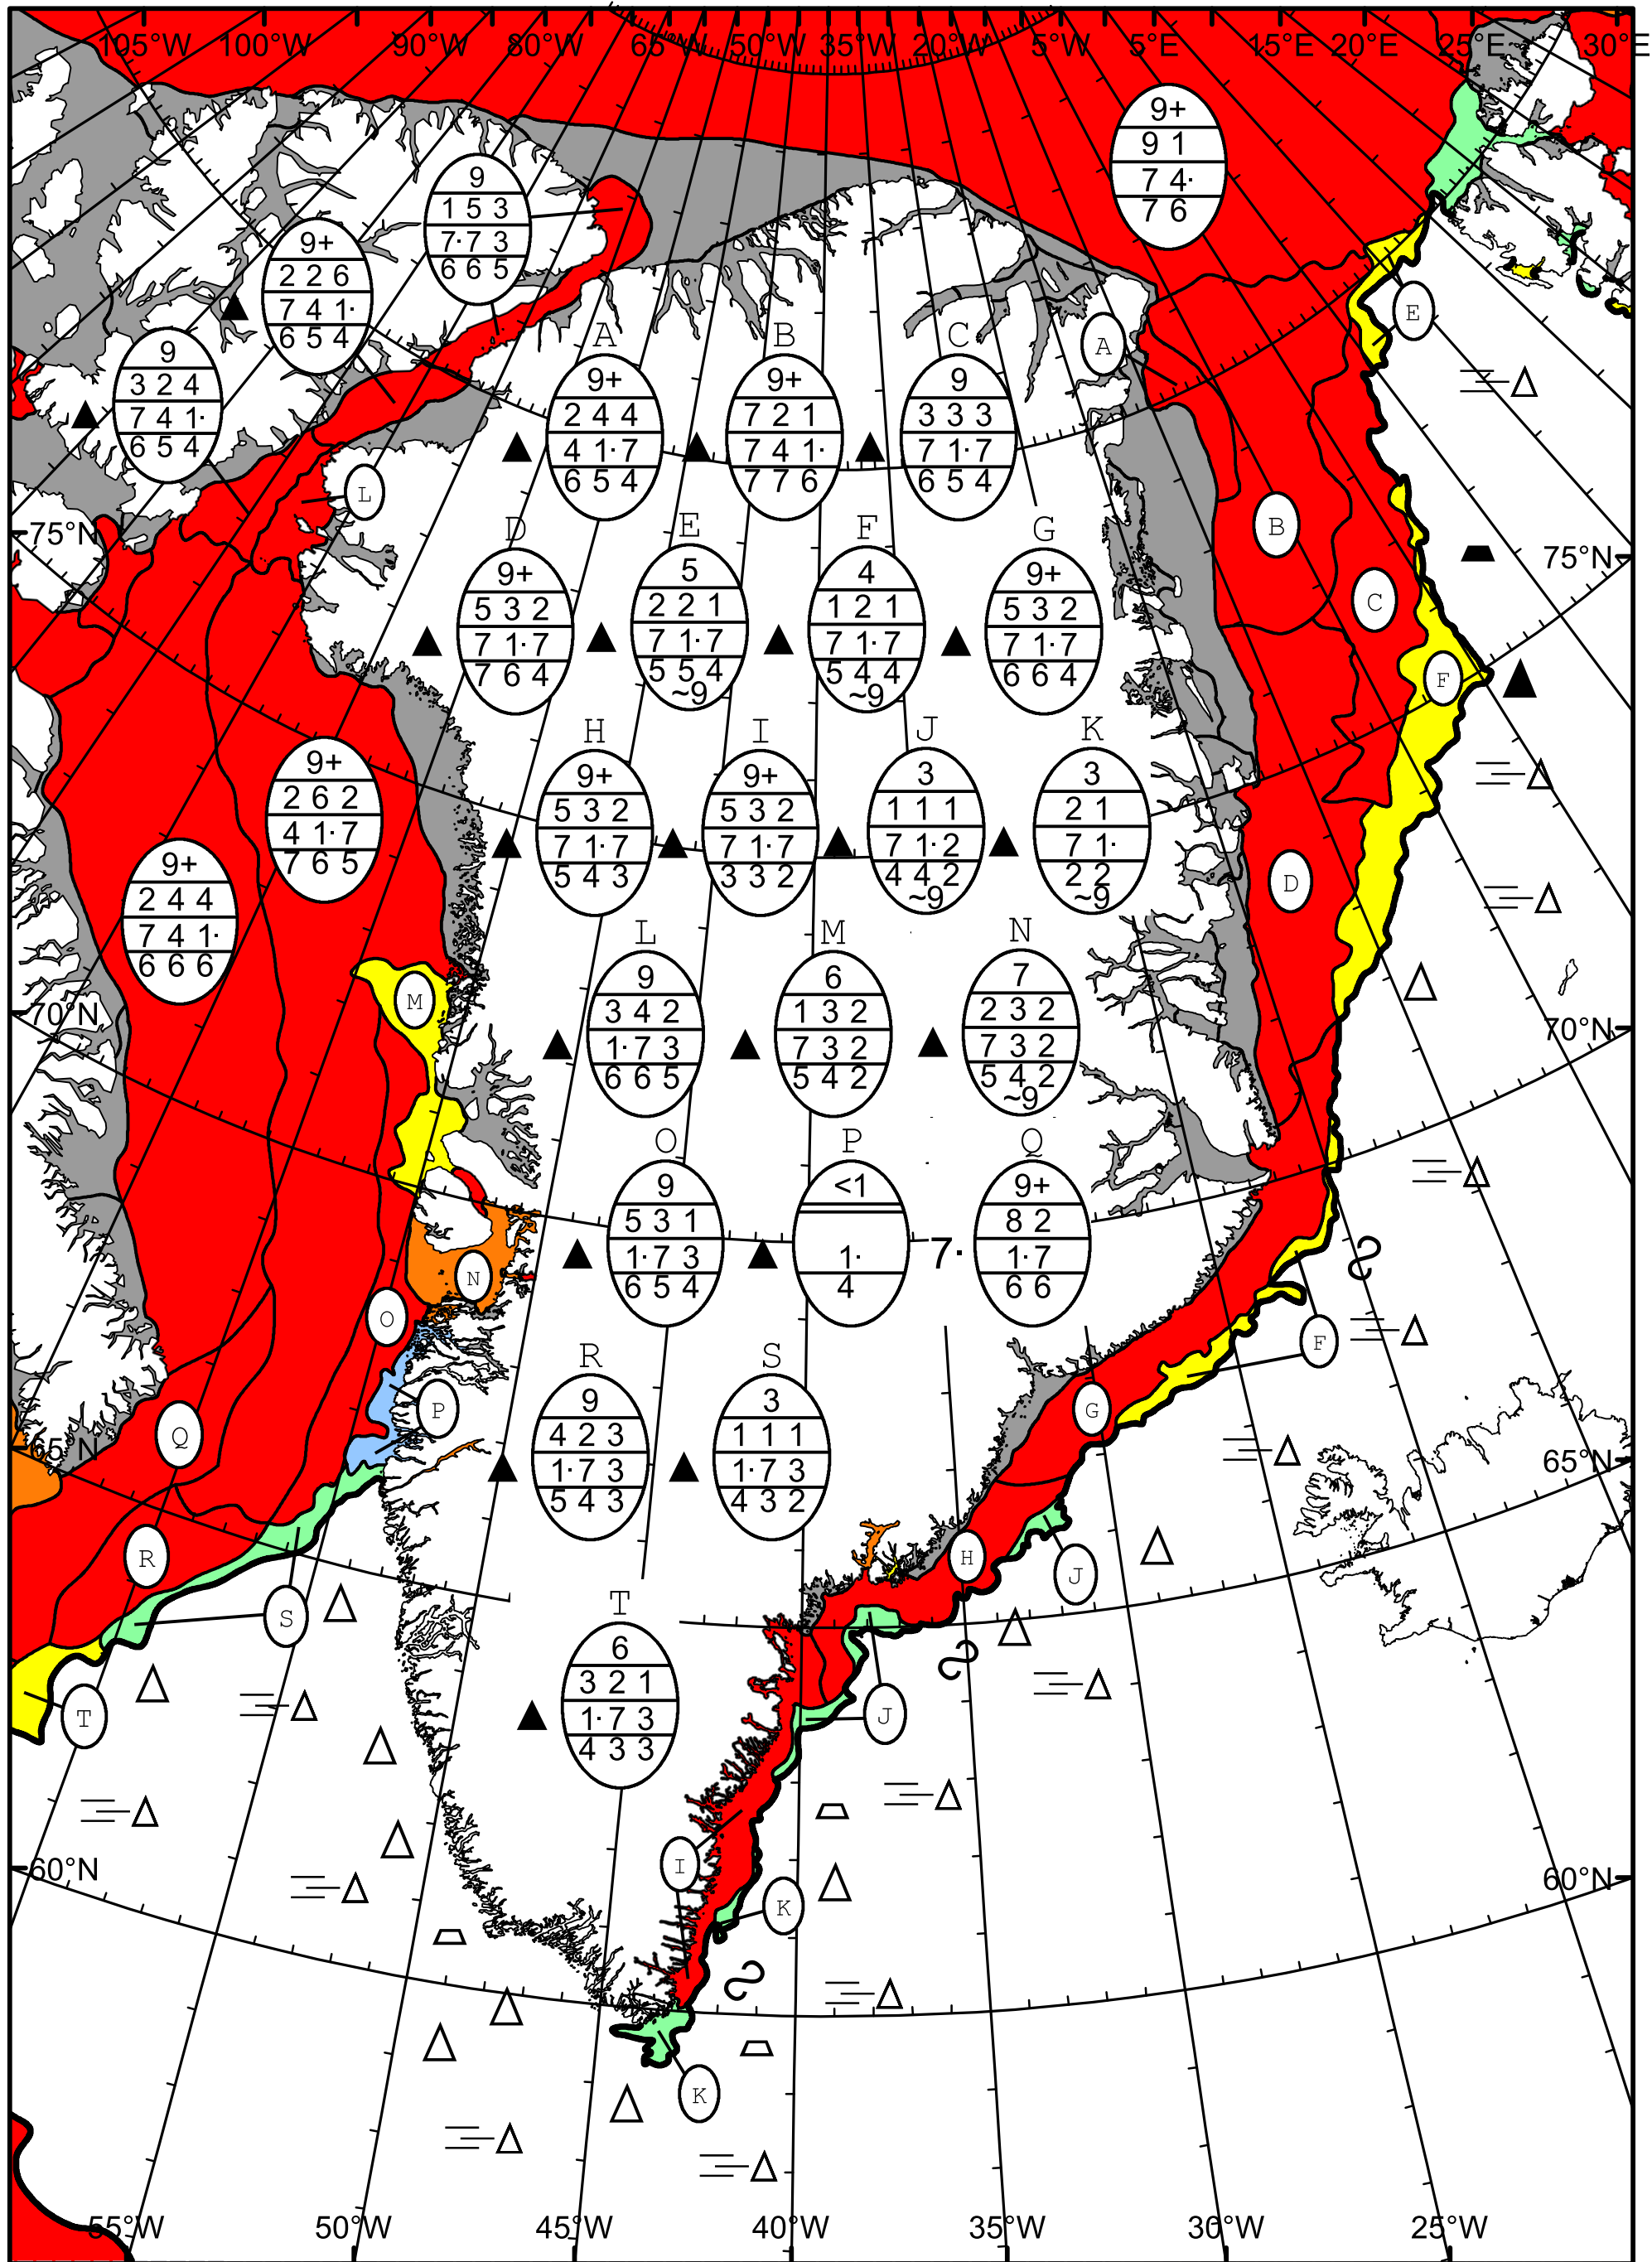 105°W 100°W 90°W 80°W 65°W 50°W 35°W 20°W 5°W 5°E 15°E 20°E 25°E 30°E
9+
9 1
7 4·
7 6
9
1 5 3
7·7 3
6 6 5
9+
2 2 6
7 4 1·
6 5 4
9
3 2 4
7 4 1·
6 5 4
A B C
9+ 9+ 9
2 4 4 7 2 1 3 3 3
4 1·7 7 4 1· 7 1·7
6 5 4 7 7 6 6 5 4
A
E
L
75°N
75°N
B
C
F
D E F G
9+ 5 4 9+
5 3 2 2 2 1 1 2 1 5 3 2
7 1·7 7 1·7 7 1·7 7 1·7
7 6 4 5 5 4 5 4 4 6 6 4
~9 ~9
H I J K
9+ 9+ 3 3
5 3 2 5 3 2 1 1 1 2 1
7 1·7 7 1·7 7 1·2 7 1·
5 4 3 3 3 2 4 4 2 2 2
~9 ~9
9+
2 6 2
4 1·7
7 6 5
9+
2 4 4
7 4 1·
6 6 6
D
L M N
9 6 7
3 4 2 1 3 2 2 3 2
1·7 3 7 3 2 7 3 2
6 6 5 5 4 2 5 4 2
~9
M
70°N
70°N
O P Q
9 <1 9+
5 3 1 8 2
1·7 3 1· 7· 1·7
6 5 4 4 6 6
N
O
F
P
G
Q
65°N
65°N
R S
9 3
4 2 3 1 1 1
1·7 3 1·7 3
5 4 3 4 3 2
R
H
J
S
T
6
3 2 1
1·7 3
4 3 3
T
J
I
K
60°N
60°N
K
55°W 50°W 45°W 40°W 35°W 30°W 25°W